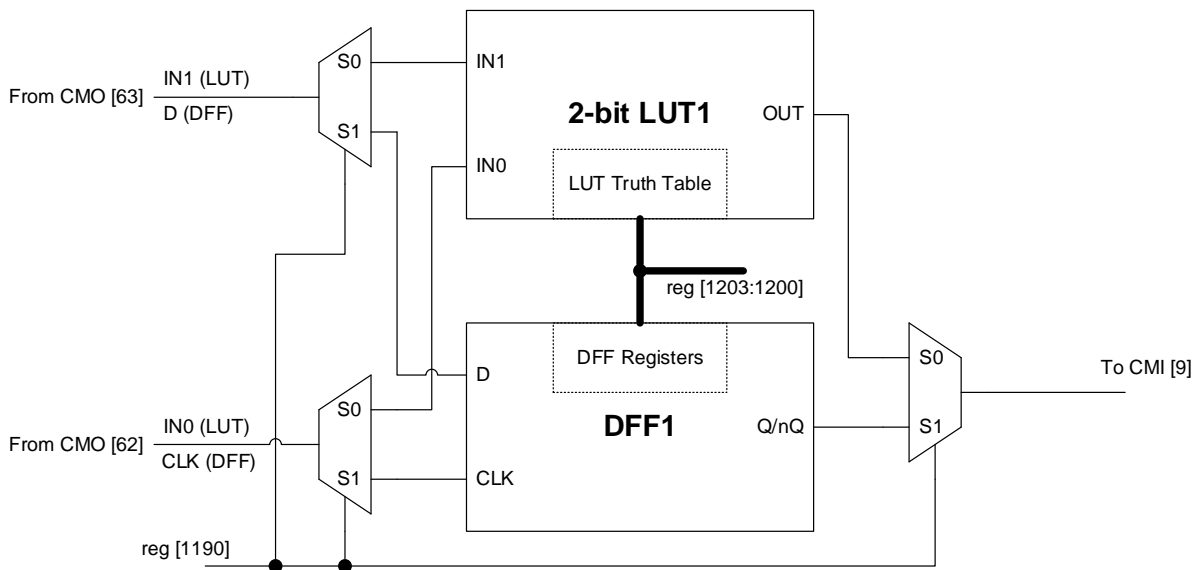 From CMO [63]
IN1 (LUT)
D (DFF)
S0
S1
IN1
IN0
2-bit LUT1
OUT
LUT Truth Table
reg [1203:1200]
DFF Registers
D
CLK
DFF1
Q/nQ
From CMO [62]
IN0 (LUT)
CLK (DFF)
S0
S1
S0
S1
To CMI [9]
reg [1190]